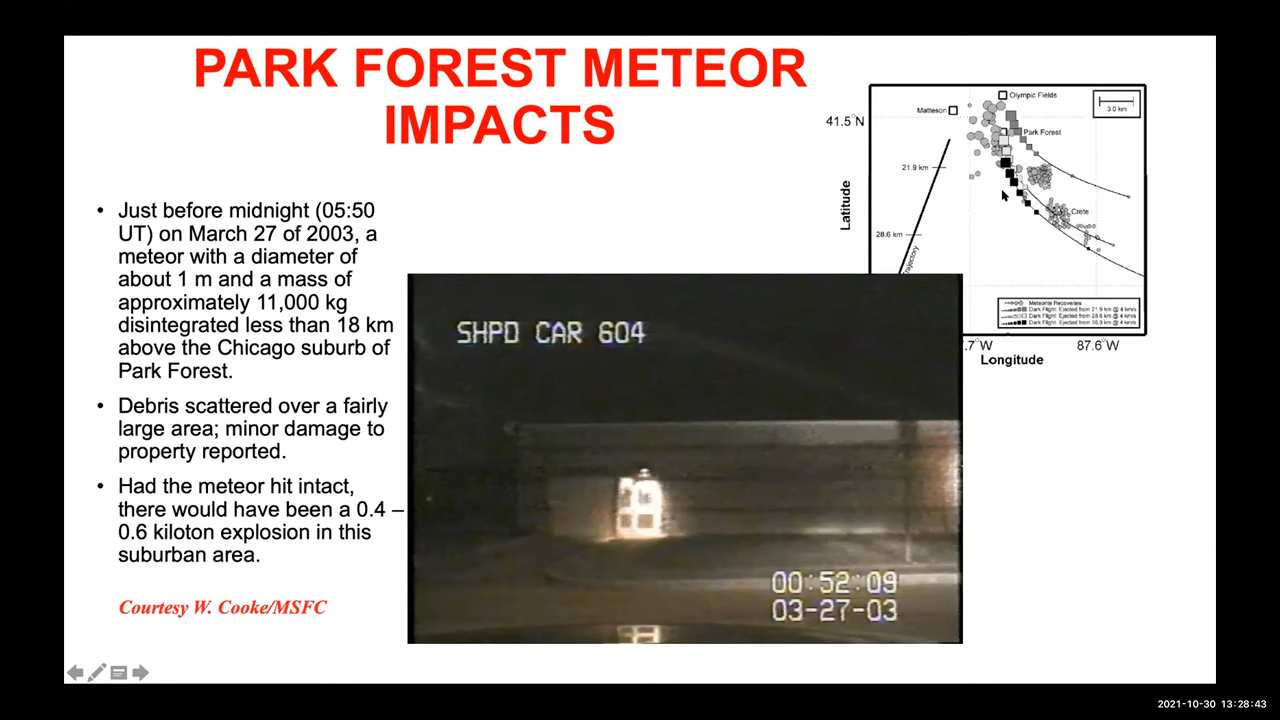 PARK FOREST METEOR
IMPACTS
• Just before midnight (05:50
UT) on March 27 of 2003, a
meteor with a diameter of
about 1 m and a mass of
approximately 11,000 kg
disintegrated less than 18 km
above the Chicago suburb of
Park Forest.
• Debris scattered over a fairly
large area; minor damage to
property reported.
• Had the meteor hit intact,
there would have been a 0.4 –
0.6 kiloton explosion in this
suburban area.
Courtesy W. Cooke/MSFC
SHPD CAR 604
00:52:09
03-27-03
Olympic Fields
Matteson
3.0 km
41.5°N
Park Forest
21.9 km
Latitude
Crete
28.6 km
Trajectory
Meteorite Recoveries
Dark Flight: Ejected from 21.9 km @ 4 km/s
Dark Flight: Ejected from 28.6 km @ 4 km/s
Dark Flight: Ejected from 36.9 km @ 4 km/s
.7°W
87.6°W
Longitude
2021-10-30 13:28:43